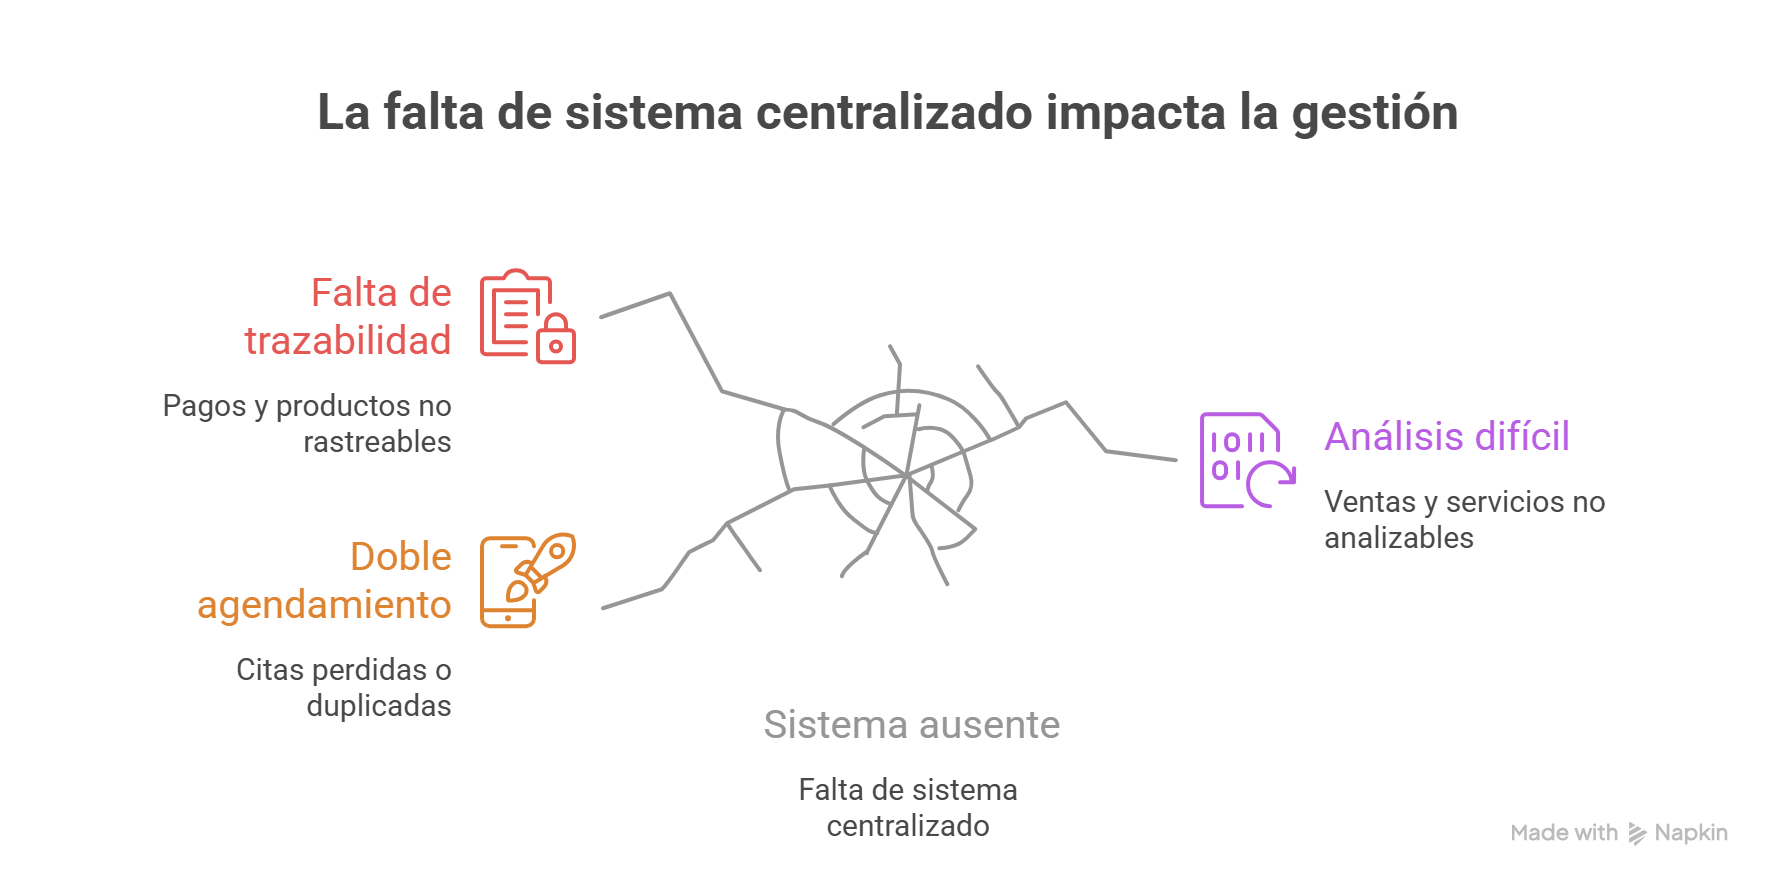 La falta de sistema centralizado impacta la gestión
Falta de
trazabilidad
Pagos y productos no
rastreables
Doble
agendamiento
Citas perdidas o
duplicadas
Análisis difícil
Ventas y servicios no
analizables
Sistema ausente
Falta de sistema
centralizado
Made with Napkin